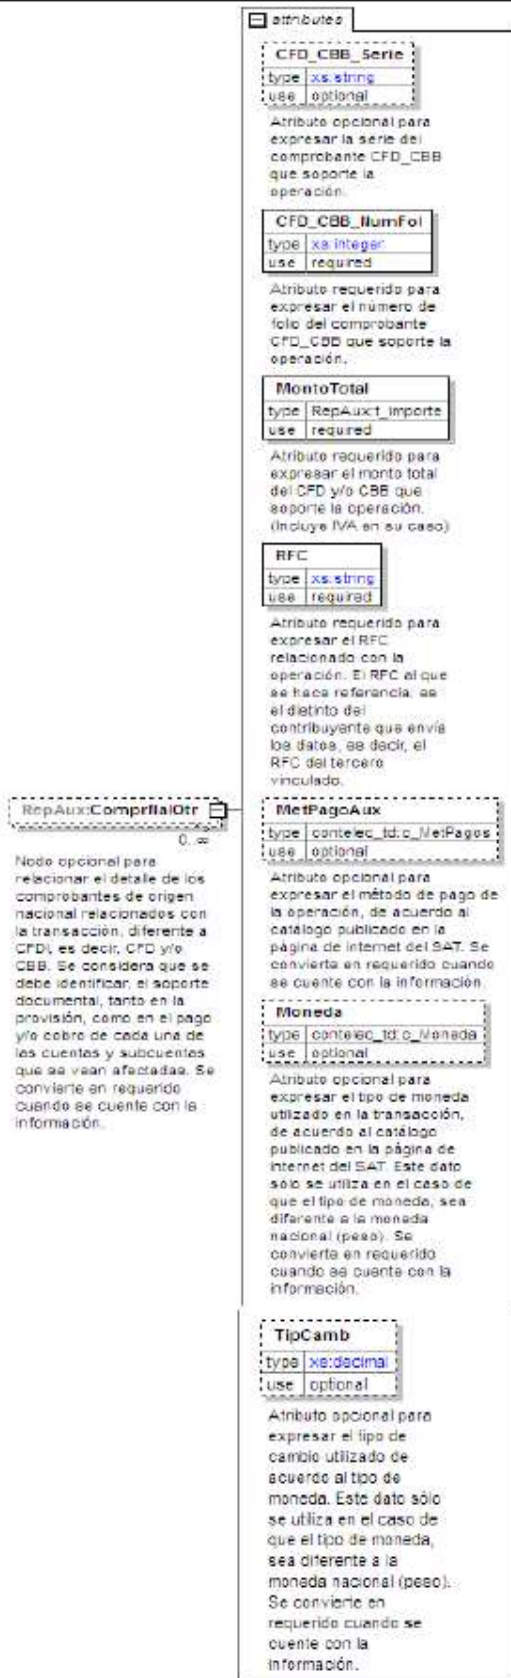 attributes
CFD_CBB_Serie
type xs:string
use optional
Atributo opcional para
expresar la serie del
comprobante CFD_CBB
que soporte la
operación.
CFD_CBB_NumFol
type xs:integer
use required
Atributo requerido para
expresar el número de
folio del comprobante
CFD_CBB que soporte la
operación.
MontoTotal
type RepAux:t_Importe
use required
Atributo requerido para
expresar el monto total
del CFD y/o CBB que
soporte la operación.
(Incluye IVA en su caso)
RFC
type xs:string
use required
Atributo requerido para
expresar el RFC
relacionado con la
operación. El RFC al que
se hace referencia, es
el distinto del
contribuyente que envía
los datos, es decir, el
RFC del tercero
vinculado.
RepAux:ComprNalOtr
0..∞
Nodo opcional para
relacionar el detalle de los
comprobantes de origen
nacional relacionados con
la transacción, diferente a
CFDI, es decir, CFD y/o
CBB. Se considera que se
debe identificar, el soporte
documental, tanto en la
provisión, como en el pago
y/o cobro de cada una de
las cuentas y subcuentas
que se vean afectadas. Se
convierte en requerido
cuando se cuente con la
información.
MetPagoAux
type contelec_td:c_MetPagos
use optional
Atributo opcional para
expresar el método de pago de
la operación, de acuerdo al
catálogo publicado en la
página de internet del SAT. Se
convierte en requerido cuando
se cuente con la información.
Moneda
type contelec_td:c_Moneda
use optional
Atributo opcional para
expresar el tipo de moneda
utilizado en la transacción,
de acuerdo al catálogo
publicado en la página de
internet del SAT. Este dato
sólo se utiliza en el caso de
que el tipo de moneda, sea
diferente a la moneda
nacional (peso). Se
convierte en requerido
cuando se cuente con la
información.
TipCamb
type xs:decimal
use optional
Atributo opcional para
expresar el tipo de
cambio utilizado de
acuerdo al tipo de
moneda. Este dato sólo
se utiliza en el caso de
que el tipo de moneda,
sea diferente a la
moneda nacional (peso).
Se convierte en
requerido cuando se
cuente con la
información.